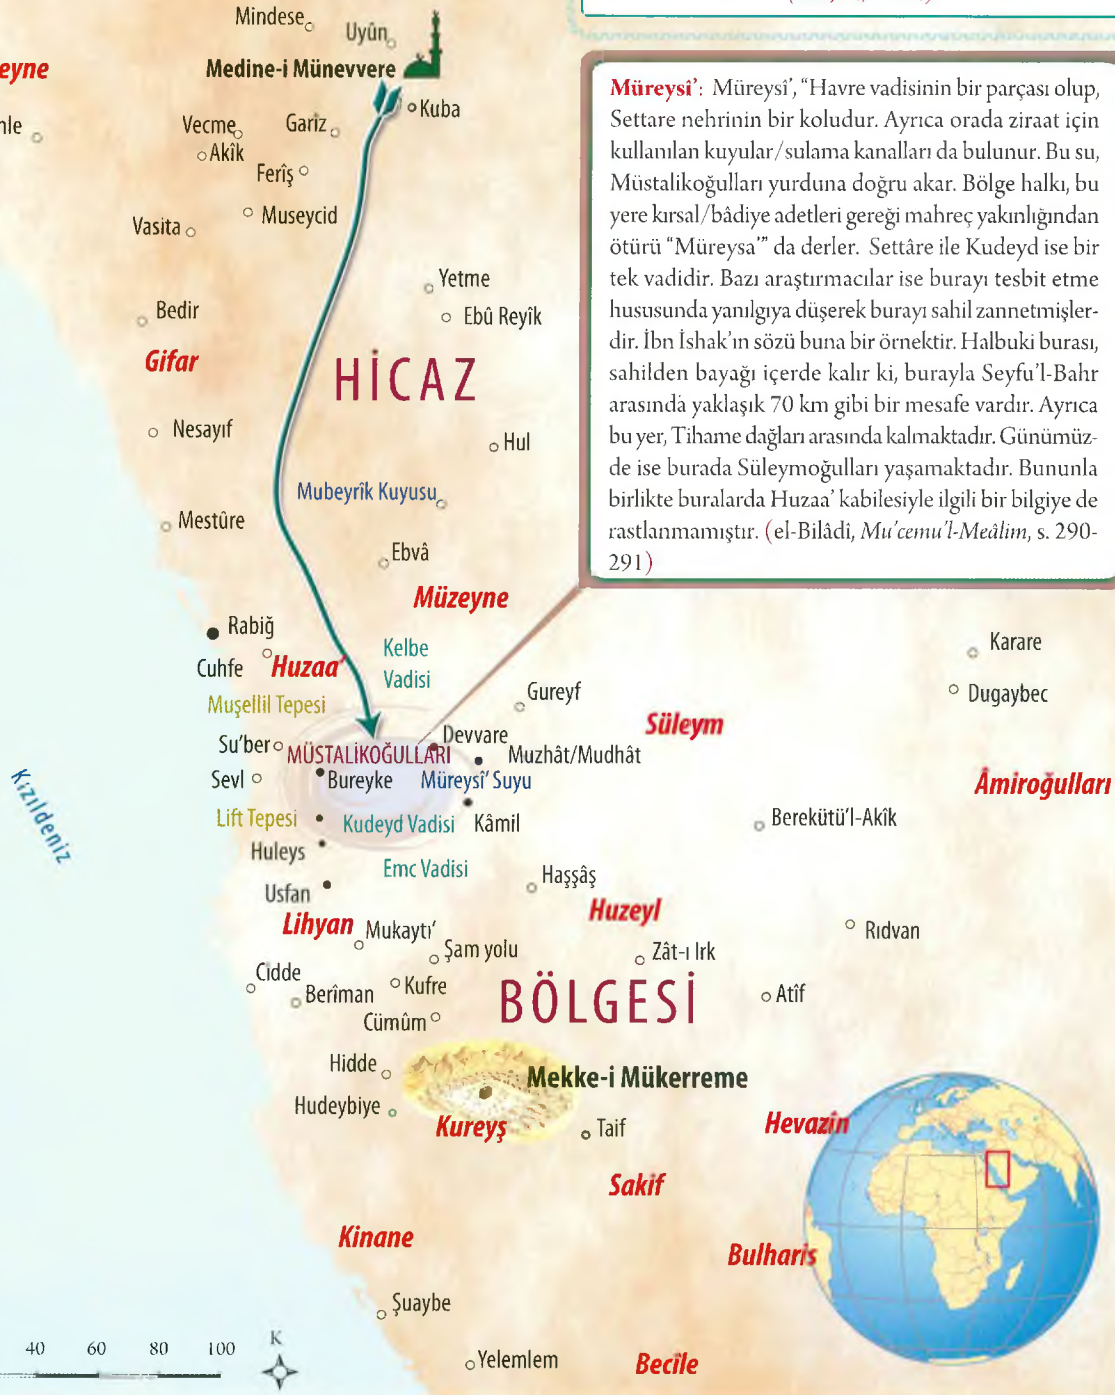 Mindese
Uyûn
eyne
Medine-i Münevvere
Kuba
Vecme
Gariz
Akîk
Ferîş
Museycid
Vasita
Yetme
Bedir
Ebû Reyîk
Gifar
HİCAZ
Nesayıf
Hul
Mubeyrîk Kuyusu
Mestûre
Ebvâ
Müzeyne
Müreysî': Müreysî', “Havre vadisinin bir parçası olup,
Settare nehrinin bir koludur. Ayrıca orada ziraat için
kullanılan kuyular/sulama kanalları da bulunur. Bu su,
Müstalikoğulları yurduna doğru akar. Bölge halkı, bu
yere kırsal/bâdiye adetleri gereği mahreç yakınlığından
ötürü “Müreysa'” da derler. Settâre ile Kudeyd ise bir
tek vadidir. Bazı araştırmacılar ise burayı tesbit etme
hususunda yanılgıya düşerek burayı sahil zannetmişler-
dir. İbn İshak'ın sözü buna bir örnektir. Halbuki burası,
sahilden bayağı içerde kalır ki, burayla Seyfu'l-Bahr
arasında yaklaşık 70 km gibi bir mesafe vardır. Ayrıca
bu yer, Tihame dağları arasında kalmaktadır. Günümüz-
de ise burada Süleymoğulları yaşamaktadır. Bununla
birlikte buralarda Huzaa' kabilesiyle ilgili bir bilgiye de
rastlanmamıştır. (el-Bilâdî, Mu'cemu'l-Meâlim, s. 290-
291)
Rabiğ
Kelbe
Vadisi
Cuhfe
Huzaa'
Karare
Gureyf
Dugaybec
Muşellil Tepesi
Süleym
Su'ber
MÜSTALİKOĞULLARI
Devvare
Muzhât/Mudhât
Sevl
Bureyke
Müreysî' Suyu
Âmiroğulları
Kızıldeniz
Lift Tepesi
Kudeyd Vadisi
Kâmil
Berekütü'l-Akîk
Huleys
Emc Vadisi
Haşşâş
Usfan
Huzeyl
Lihyan
Mukaytı'
Rıdvan
Şam yolu
Zât-ı Irk
Cidde
Berîman
Kufre
BÖLGESİ
Atîf
Cümûm
Hidde
Mekke-i Mükerreme
Hudeybiye
Kureyş
Taif
Hevazin
Sakif
Kinane
Bulharis
Şuaybe
Yelemlem
Becîle
40 60 80 100
K